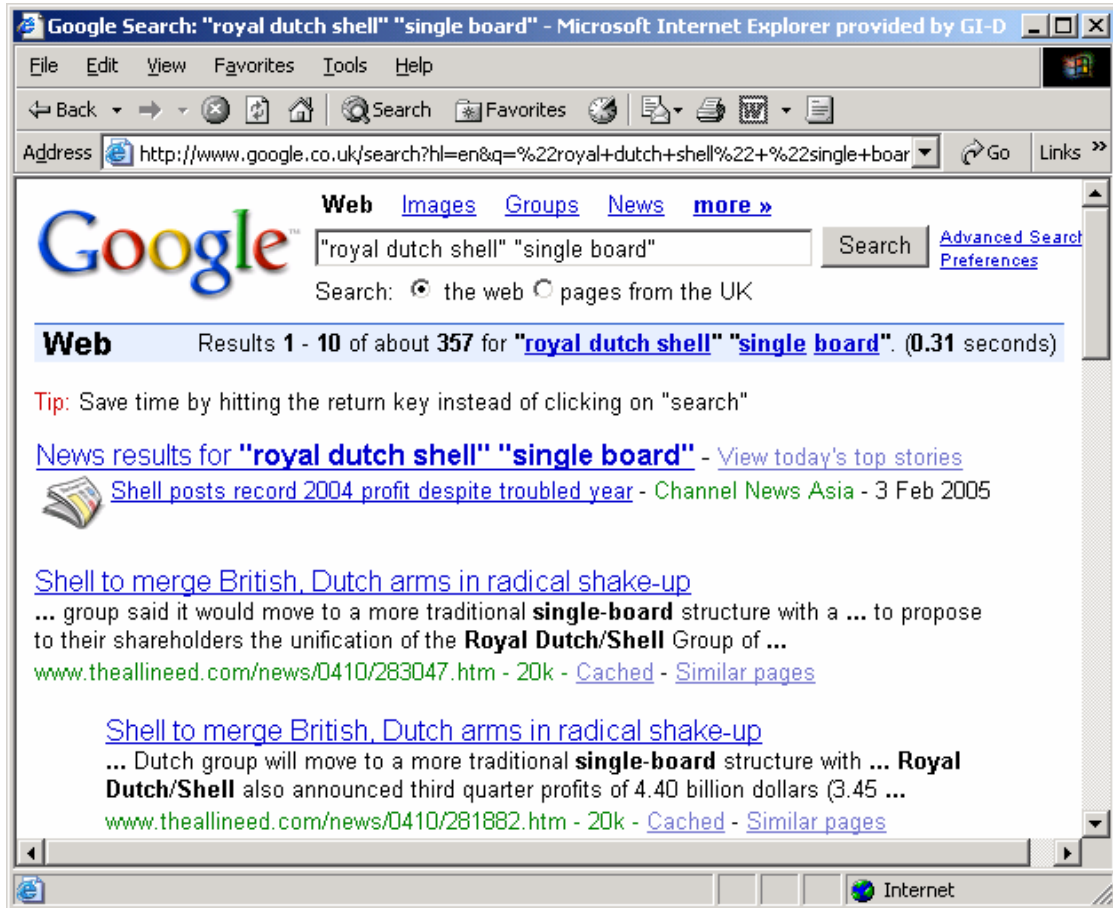 Google Search: "royal dutch shell" "single board" - Microsoft Internet Explorer provided by GI-D
File Edit View Favorites Tools Help
Back Search Favorites
Address http://www.google.co.uk/search?hl=en&q=%22royal+dutch+shell%22+%22single+boar Go Links »
Web Images Groups News more »
Google™
"royal dutch shell" "single board" Search Advanced Search
Preferences
Search: the web pages from the UK
Web Results 1 - 10 of about 357 for "royal dutch shell" "single board". (0.31 seconds)
Tip: Save time by hitting the return key instead of clicking on "search"
News results for "royal dutch shell" "single board" - View today's top stories
Shell posts record 2004 profit despite troubled year - Channel News Asia - 3 Feb 2005
Shell to merge British, Dutch arms in radical shake-up
... group said it would move to a more traditional single-board structure with a ... to propose
to their shareholders the unification of the Royal Dutch/Shell Group of ...
www.theallineed.com/news/0410/283047.htm - 20k - Cached - Similar pages
Shell to merge British, Dutch arms in radical shake-up
... Dutch group will move to a more traditional single-board structure with ... Royal
Dutch/Shell also announced third quarter profits of 4.40 billion dollars (3.45 ...
www.theallineed.com/news/0410/281882.htm - 20k - Cached - Similar pages
Internet